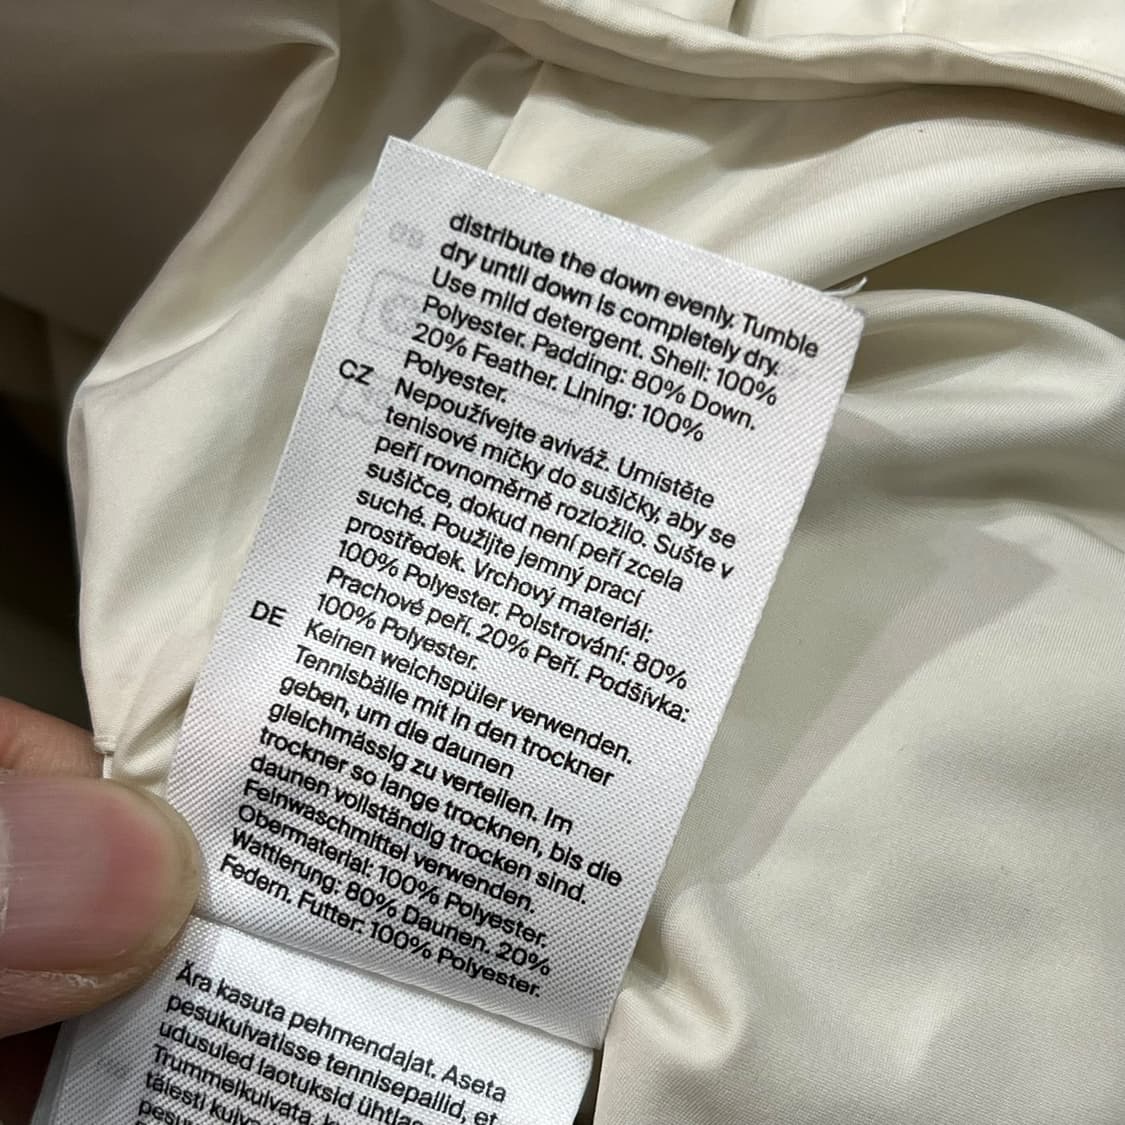 distribute the down evenly. Tumble
dry until down is completely dry.
Use mild detergent. Shell: 100%
Polyester. Padding: 80% Down.
20% Feather. Lining: 100%
Polyester.
CZ Nepoužívejte aviváž. Umístěte
tenisové míčky do sušičky, aby se
peří rovnoměrně rozložilo. Sušte v
sušičce, dokud není peří zcela
suché. Použijte jemný prací
prostředek. Vrchový materiál:
100% Polyester. Polstrování: 80%
Prachové peří. 20% Peří. Podšívka:
100% Polyester.
DE Keinen weichspüler verwenden.
Tennisbälle mit in den trockner
geben, um die daunen
gleichmässig zu verteilen. Im
trockner so lange trocknen, bis die
daunen vollständig trocken sind.
Feinwaschmittel verwenden.
Obermaterial: 100% Polyester.
Wattierung: 80% Daunen. 20%
Federn. Futter: 100% Polyester.
Ära kasuta pehmendajat. Aseta
pesukuivatisse tennisepallid, et
udusuled laotuksid ühtlas
Trummelkuivata,
täiesti kuiv